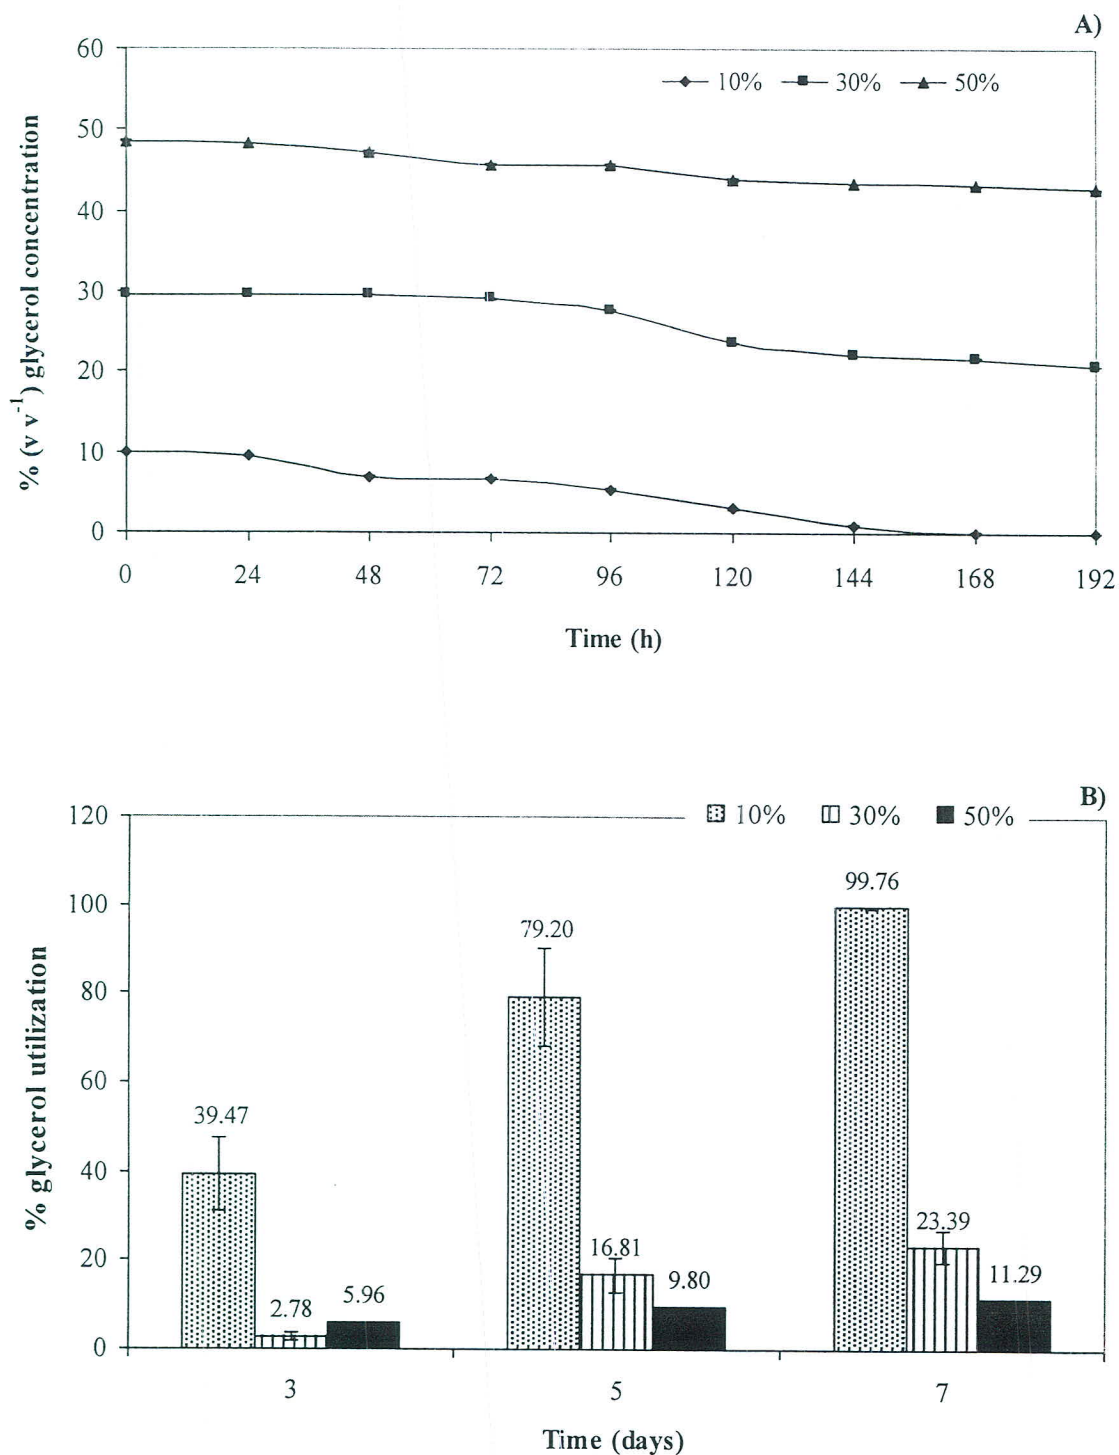 A)
60
50
40
30
20
10
0
% (v v⁻¹) glycerol concentration
10% 30% 50%
0 24 48 72 96 120 144 168 192
Time (h)
B)
120
100
80
60
40
20
0
% glycerol utilization
10% 30% 50%
39.47 2.78 5.96
79.20 16.81 9.80
99.76 23.39 11.29
3 5 7
Time (days)